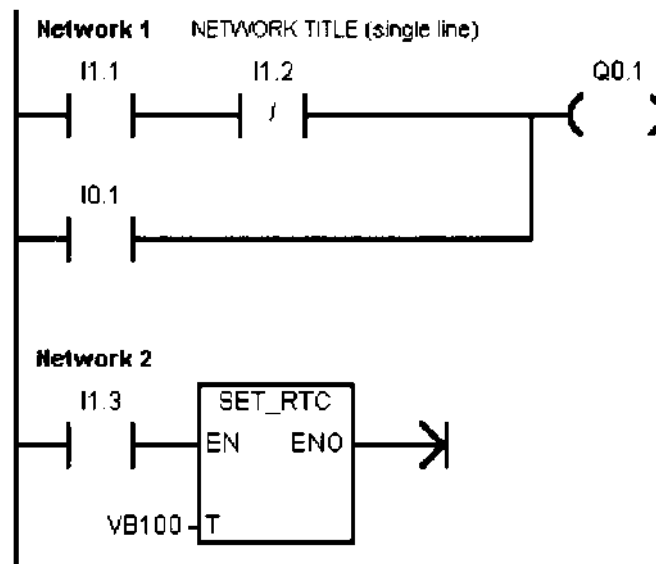 Network 1 NETWORK TITLE (single line)
I1.1 I1.2 Q0.1
/
I0.1
Network 2
I1.3 SET_RTC
EN ENO
VB100 T